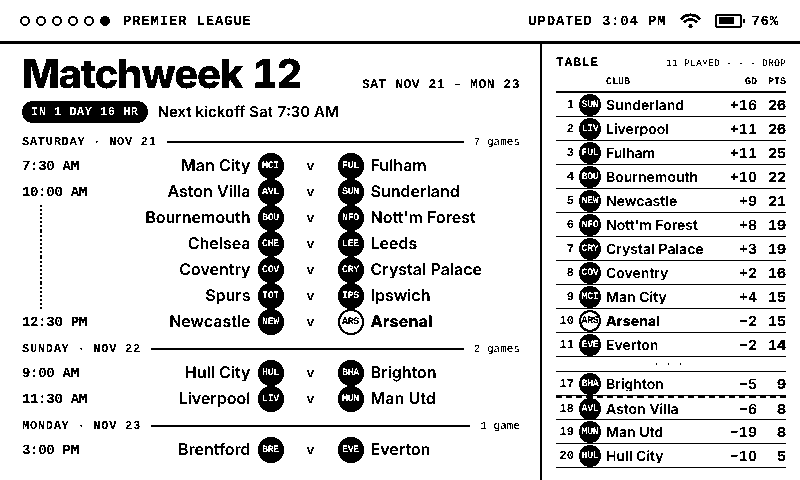 PREMIER LEAGUE
UPDATED 3:04 PM 76%
Matchweek 12
SAT NOV 21 – MON 23
IN 1 DAY 16 HR Next kickoff Sat 7:30 AM
SATURDAY · NOV 21 7 games
7:30 AM Man City MCI v FUL Fulham
10:00 AM Aston Villa AVL v SUN Sunderland
Bournemouth BOU v NFO Nott'm Forest
Chelsea CHE v LEE Leeds
Coventry COV v CRY Crystal Palace
Spurs TOT v IPS Ipswich
12:30 PM Newcastle NEW v ARS Arsenal
SUNDAY · NOV 22 2 games
9:00 AM Hull City HUL v BHA Brighton
11:30 AM Liverpool LIV v MUN Man Utd
MONDAY · NOV 23 1 game
3:00 PM Brentford BRE v EVE Everton
TABLE 11 PLAYED - - - DROP
CLUB GD PTS
1 SUN Sunderland +16 26
2 LIV Liverpool +11 26
3 FUL Fulham +11 25
4 BOU Bournemouth +10 22
5 NEW Newcastle +9 21
6 NFO Nott'm Forest +8 19
7 CRY Crystal Palace +3 19
8 COV Coventry +2 16
9 MCI Man City +4 15
10 ARS Arsenal −2 15
11 EVE Everton −2 14
· · ·
17 BHA Brighton −5 9
18 AVL Aston Villa −6 8
19 MUN Man Utd −19 8
20 HUL Hull City −10 5